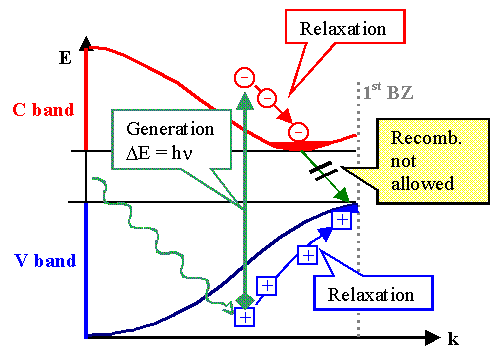 E
Relaxation
1st BZ
C band
Generation
ΔE = hν
Recomb.
not
allowed
V band
Relaxation
k
−
−
−
+
+
+
+